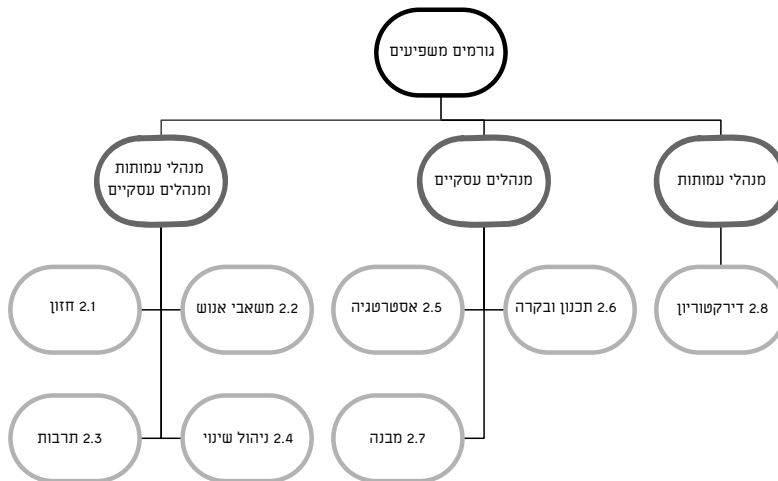 גורמים משפיעים
מנהלי עמותות
ומנהלים עסקיים
מנהלים עסקיים
מנהלי עמותות
2.1 חזון
2.2 משאבי אנוש
2.5 אסטרטגיה
2.6 תכנון ובקרה
2.8 דירקטוריון
2.3 תרבות
2.4 ניהול שינוי
2.7 מבנה